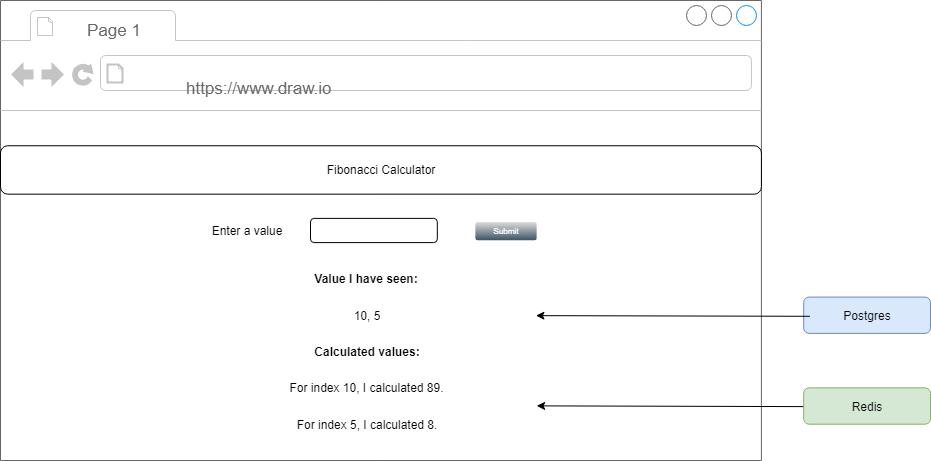 Page 1
https://www.draw.io
Fibonacci Calculator
Enter a value
Submit
Value I have seen:
10, 5
Postgres
Calculated values:
For index 10, I calculated 89.
Redis
For index 5, I calculated 8.